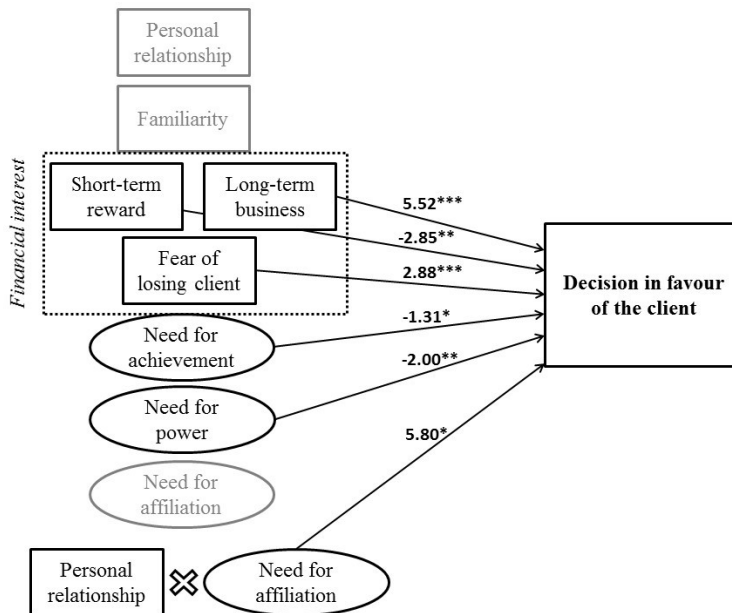 Personal
relationship
Familiarity
Financial interest
Short-term
reward
Long-term
business
Fear of
losing client
Need for
achievement
Need for
power
Need for
affiliation
Personal
relationship
Need for
affiliation
5.52***
-2.85**
2.88***
-1.31*
-2.00**
5.80*
Decision in favour
of the client